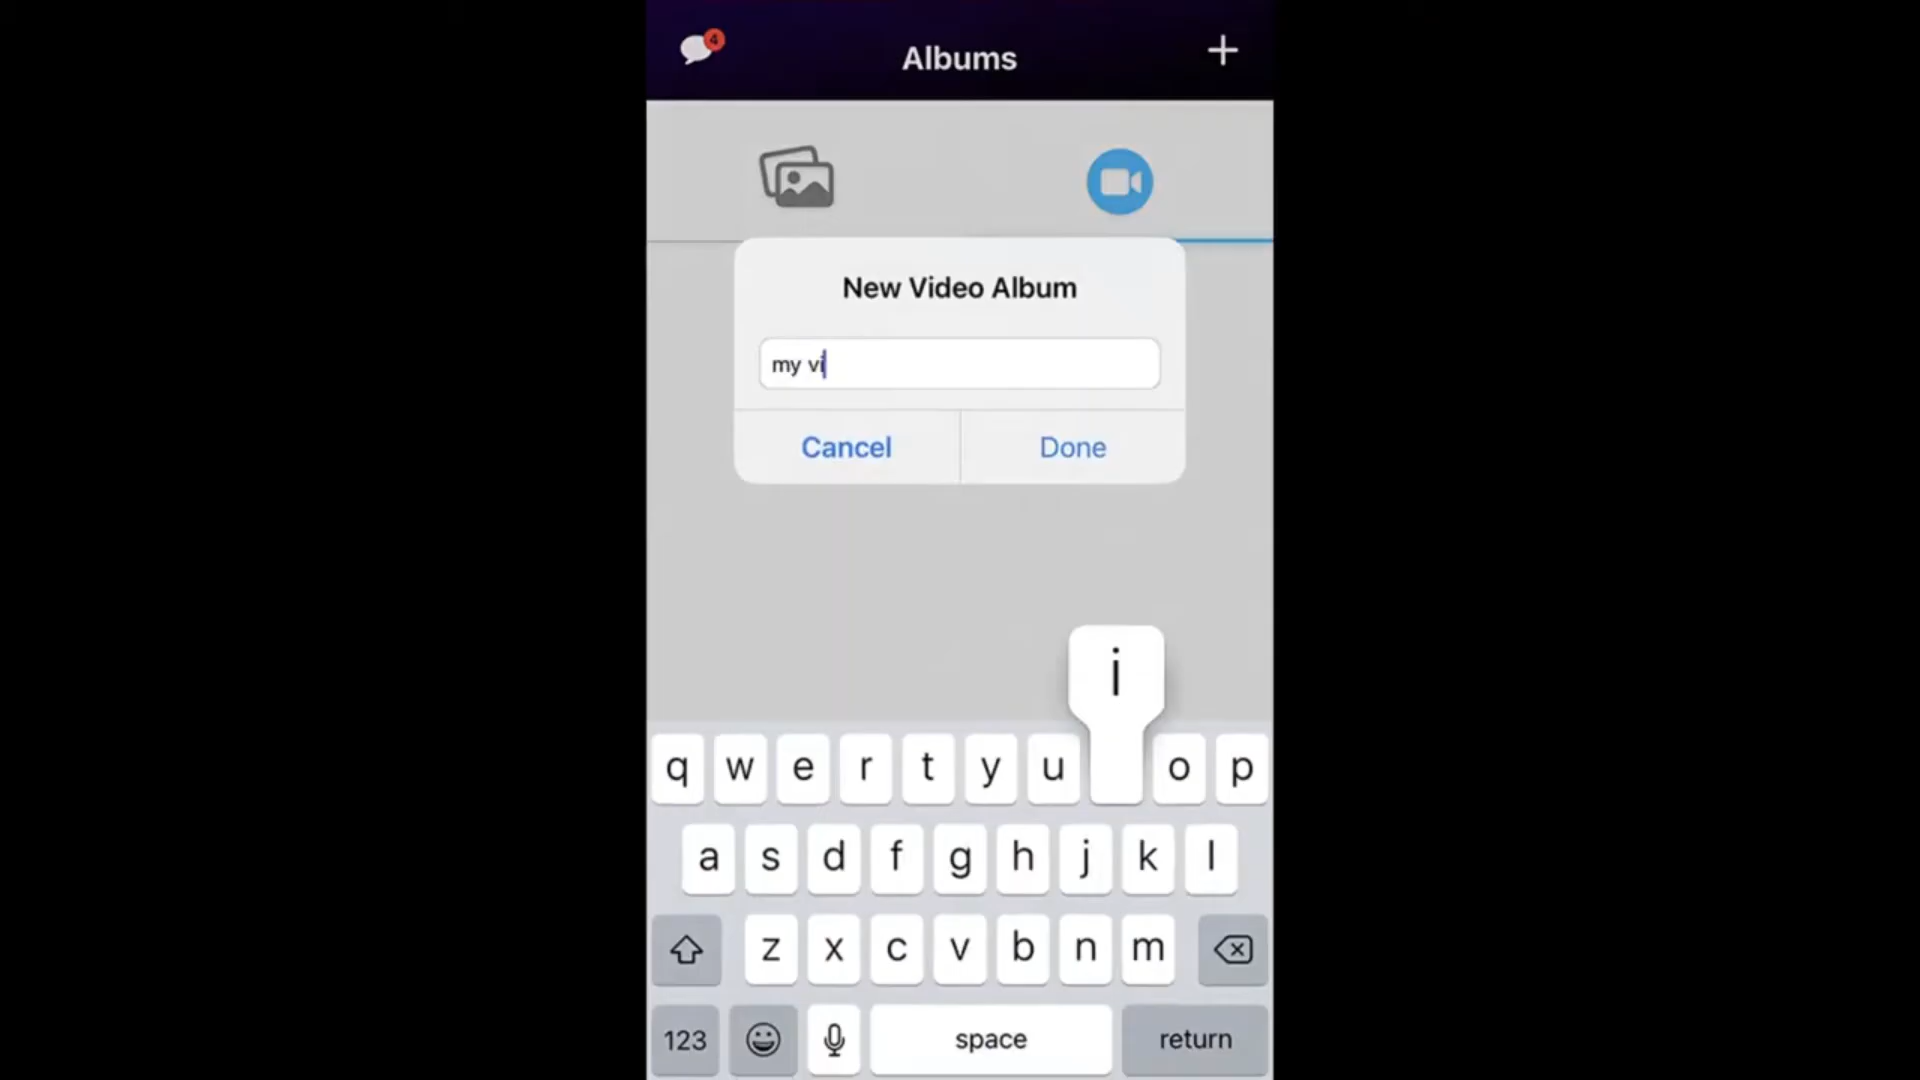 4
Albums
New Video Album
my vi
Cancel
Done
i
q w e r t y u o p
a s d f g h j k l
z x c v b n m
123
space
return